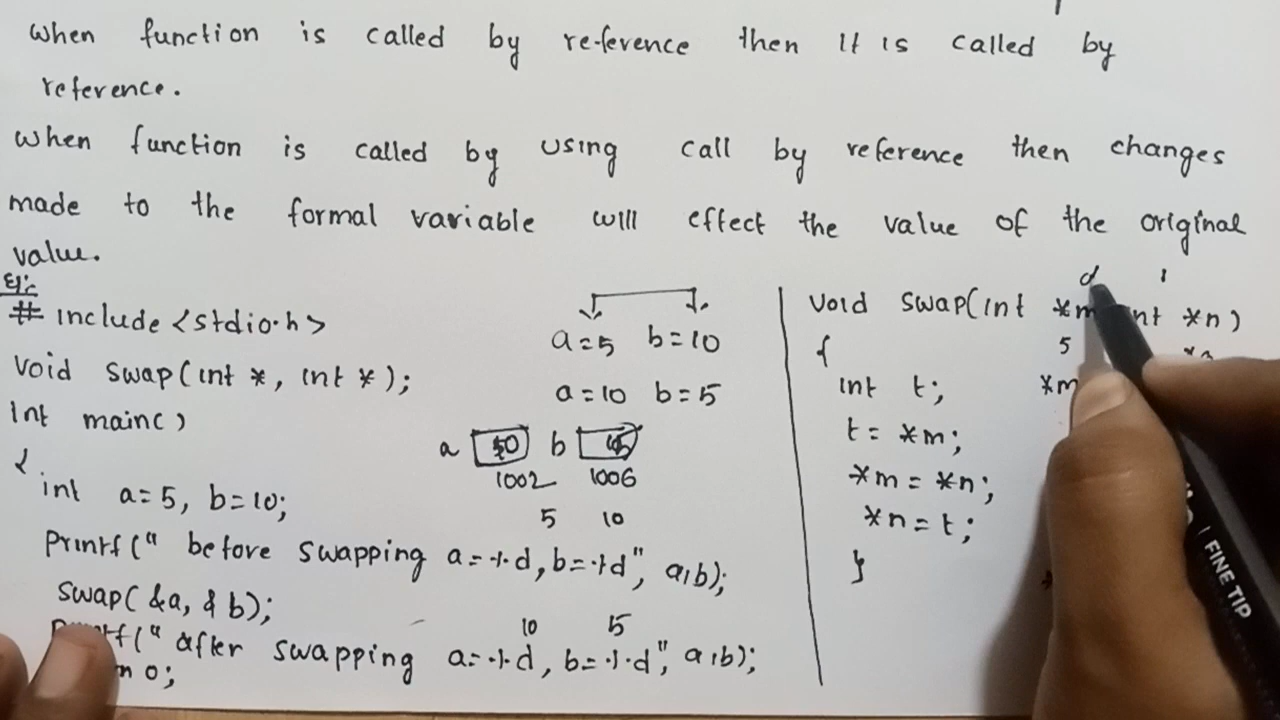 When function is called by reference then it is called by
reference.
When function is called by using call by reference then changes
made to the formal variable will effect the value of the original
value.
Ex:
# include <stdio.h>
void swap(int *, int *);
int main()
{
int a=5, b=10;
Printf(" before swapping a=%d, b=%d", a,b);
swap( &a, & b);
after swapping a=%d, b=%d", a,b);
0;
a=5 b=10
a=10 b=5
a b
1002 1006
5 10
10 5
void swap(int *m int *n)
{
5
int t; *m
t= *m;
*m = *n;
*n = t;
}
FINE TIP